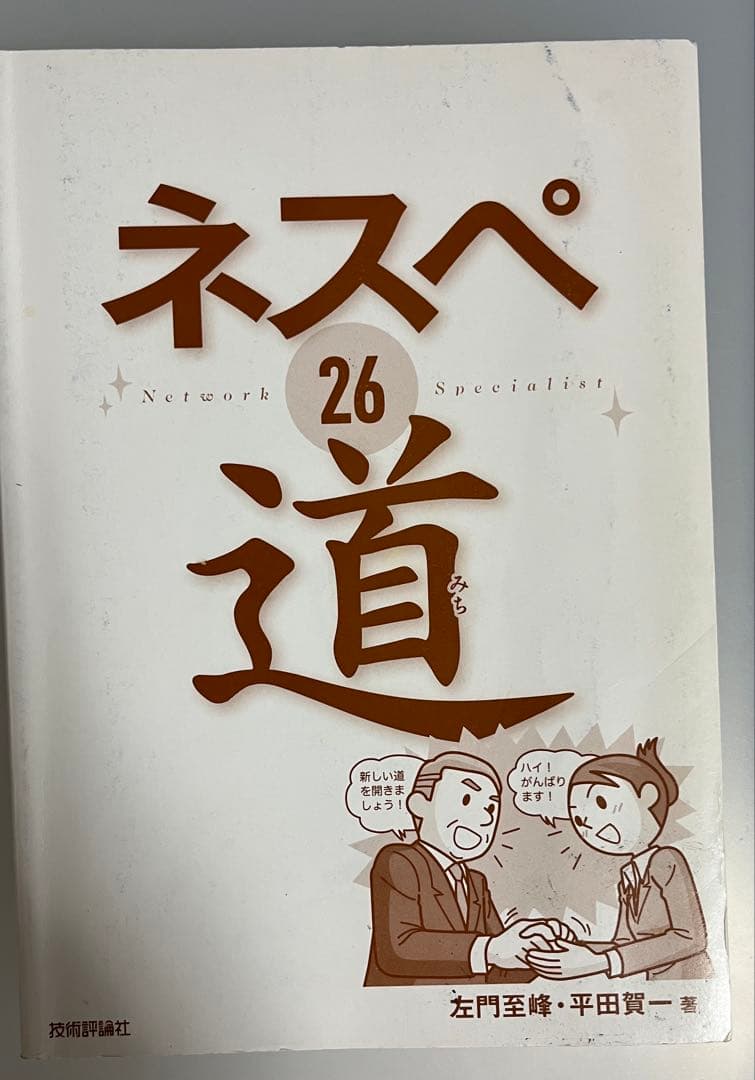 ネスペ
Network 26 Specialist
道
みち
新しい道
を開きま
しょう！
ハイ！
がんばり
ます！
左門至峰・平田賀一 著
技術評論社